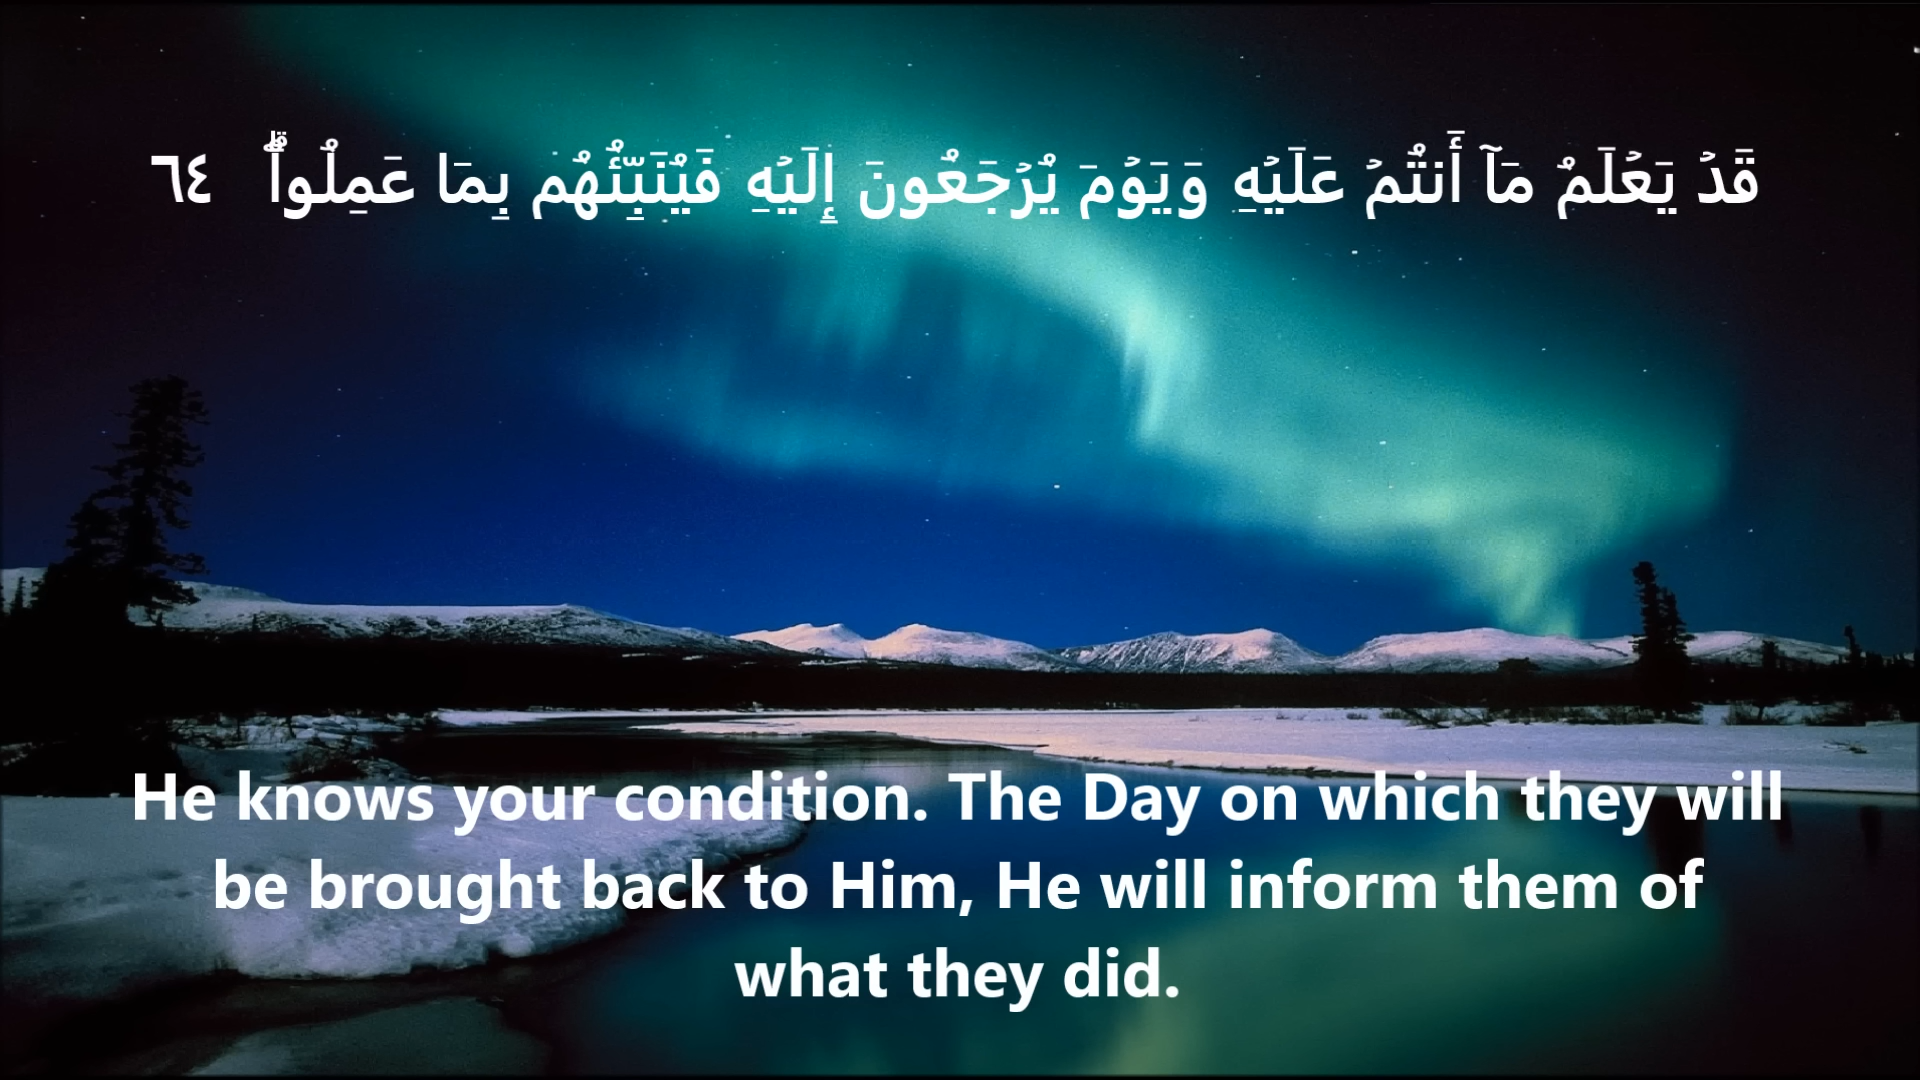 قَدۡ يَعۡلَمُ مَآ أَنتُمۡ عَلَيۡهِ وَيَوۡمَ يُرۡجَعُونَ إِلَيۡهِ فَيُنَبِّئُهُم بِمَا عَمِلُواْۗ ٦٤
He knows your condition. The Day on which they will
be brought back to Him, He will inform them of
what they did.